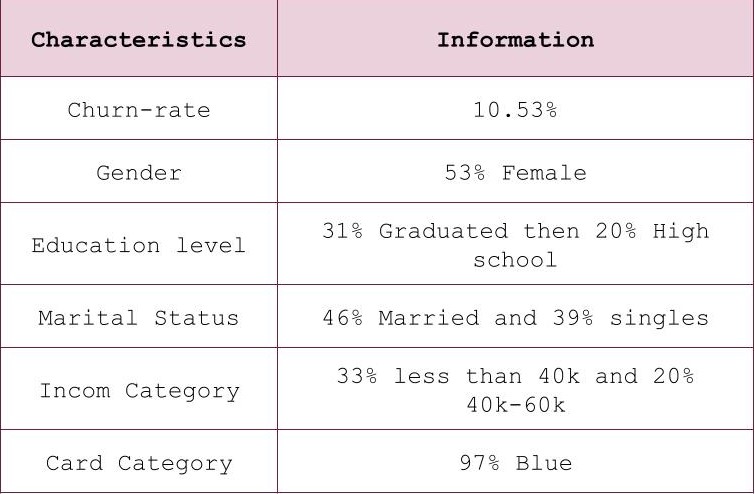 Characteristics
Information
Churn-rate
10.53%
Gender
53% Female
Education level
31% Graduated then 20% High
school
Marital Status
46% Married and 39% singles
Incom Category
33% less than 40k and 20%
40k-60k
Card Category
97% Blue